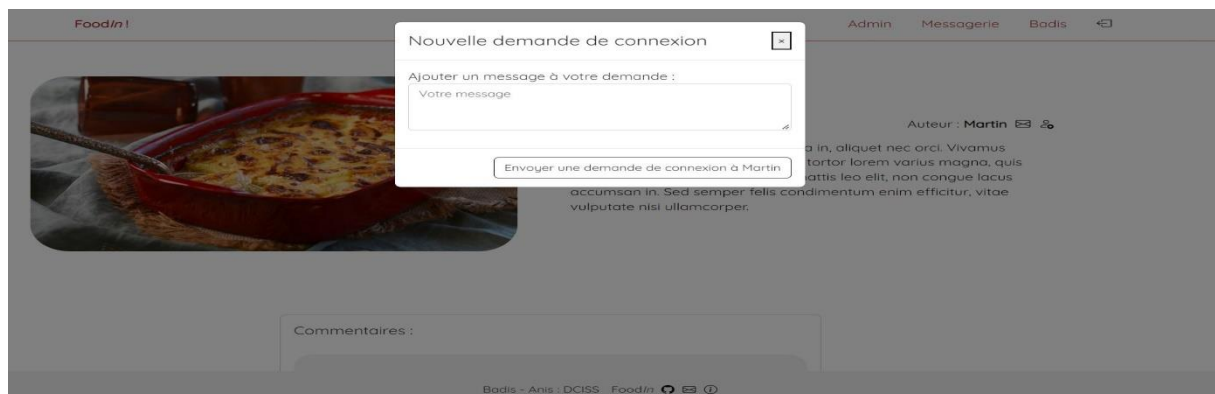 FoodIn !
Admin Messagerie Badis
Nouvelle demande de connexion
×
Ajouter un message à votre demande :
Votre message
Envoyer une demande de connexion à Martin
Auteur : Martin
in, aliquet nec orci. Vivamus
tortor lorem varius magna, quis
mattis leo elit, non congue lacus
accumsan in. Sed semper felis condimentum enim efficitur, vitae
vulputate nisi ullamcorper.
Commentaires :
Badis - Anis : DCISS FoodIn